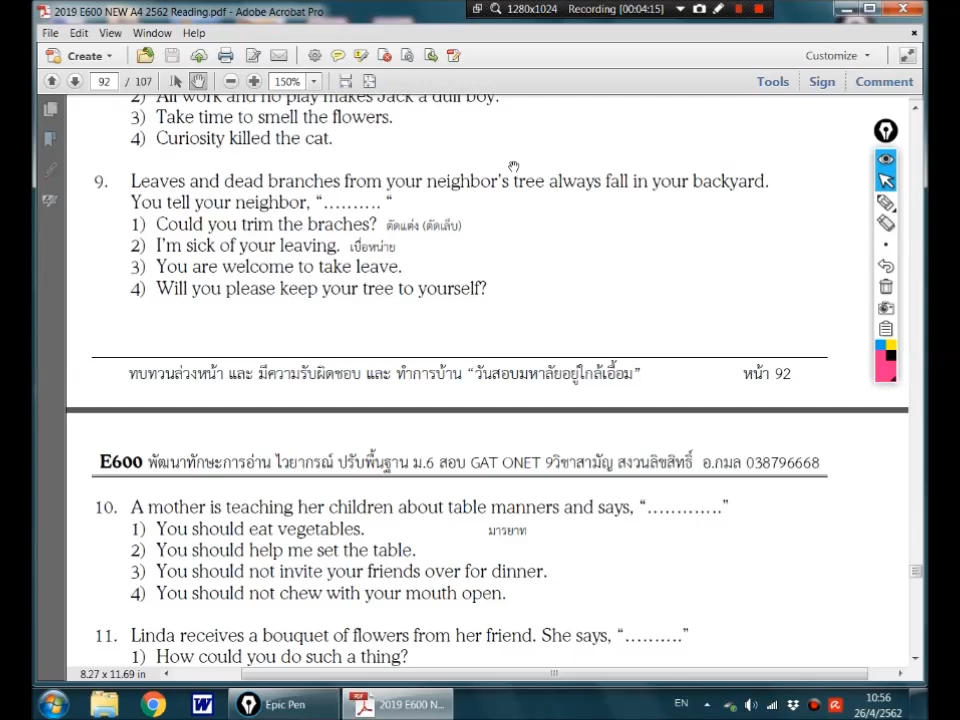 2019 E600 NEW A4 2562 Reading.pdf - Adobe Acrobat Pro
1280x1024 Recording [00:04:15]
File Edit View Window Help
Create Customize
92 / 107 150% Tools Sign Comment
2) All work and no play makes Jack a dull boy.
3) Take time to smell the flowers.
4) Curiosity killed the cat.
9. Leaves and dead branches from your neighbor's tree always fall in your backyard.
You tell your neighbor, “.......... “
1) Could you trim the braches? ตัดแต่ง (ตัดเล็บ)
2) I'm sick of your leaving. เบื่อหน่าย
3) You are welcome to take leave.
4) Will you please keep your tree to yourself?
ทบทวนล่วงหน้า และ มีความรับผิดชอบ และ ทำการบ้าน “วันสอบมหาลัยอยู่ใกล้เอื้อม” หน้า 92
E600 พัฒนาทักษะการอ่าน ไวยากรณ์ ปรับพื้นฐาน ม.6 สอบ GAT ONET 9วิชาสามัญ สงวนลิขสิทธิ์ อ.กมล 038796668
10. A mother is teaching her children about table manners and says, “.............”
1) You should eat vegetables. มารยาท
2) You should help me set the table.
3) You should not invite your friends over for dinner.
4) You should not chew with your mouth open.
11. Linda receives a bouquet of flowers from her friend. She says, “..........”
1) How could you do such a thing?
8.27 x 11.69 in
Epic Pen 2019 E600 N... EN 10:56
26/4/2562